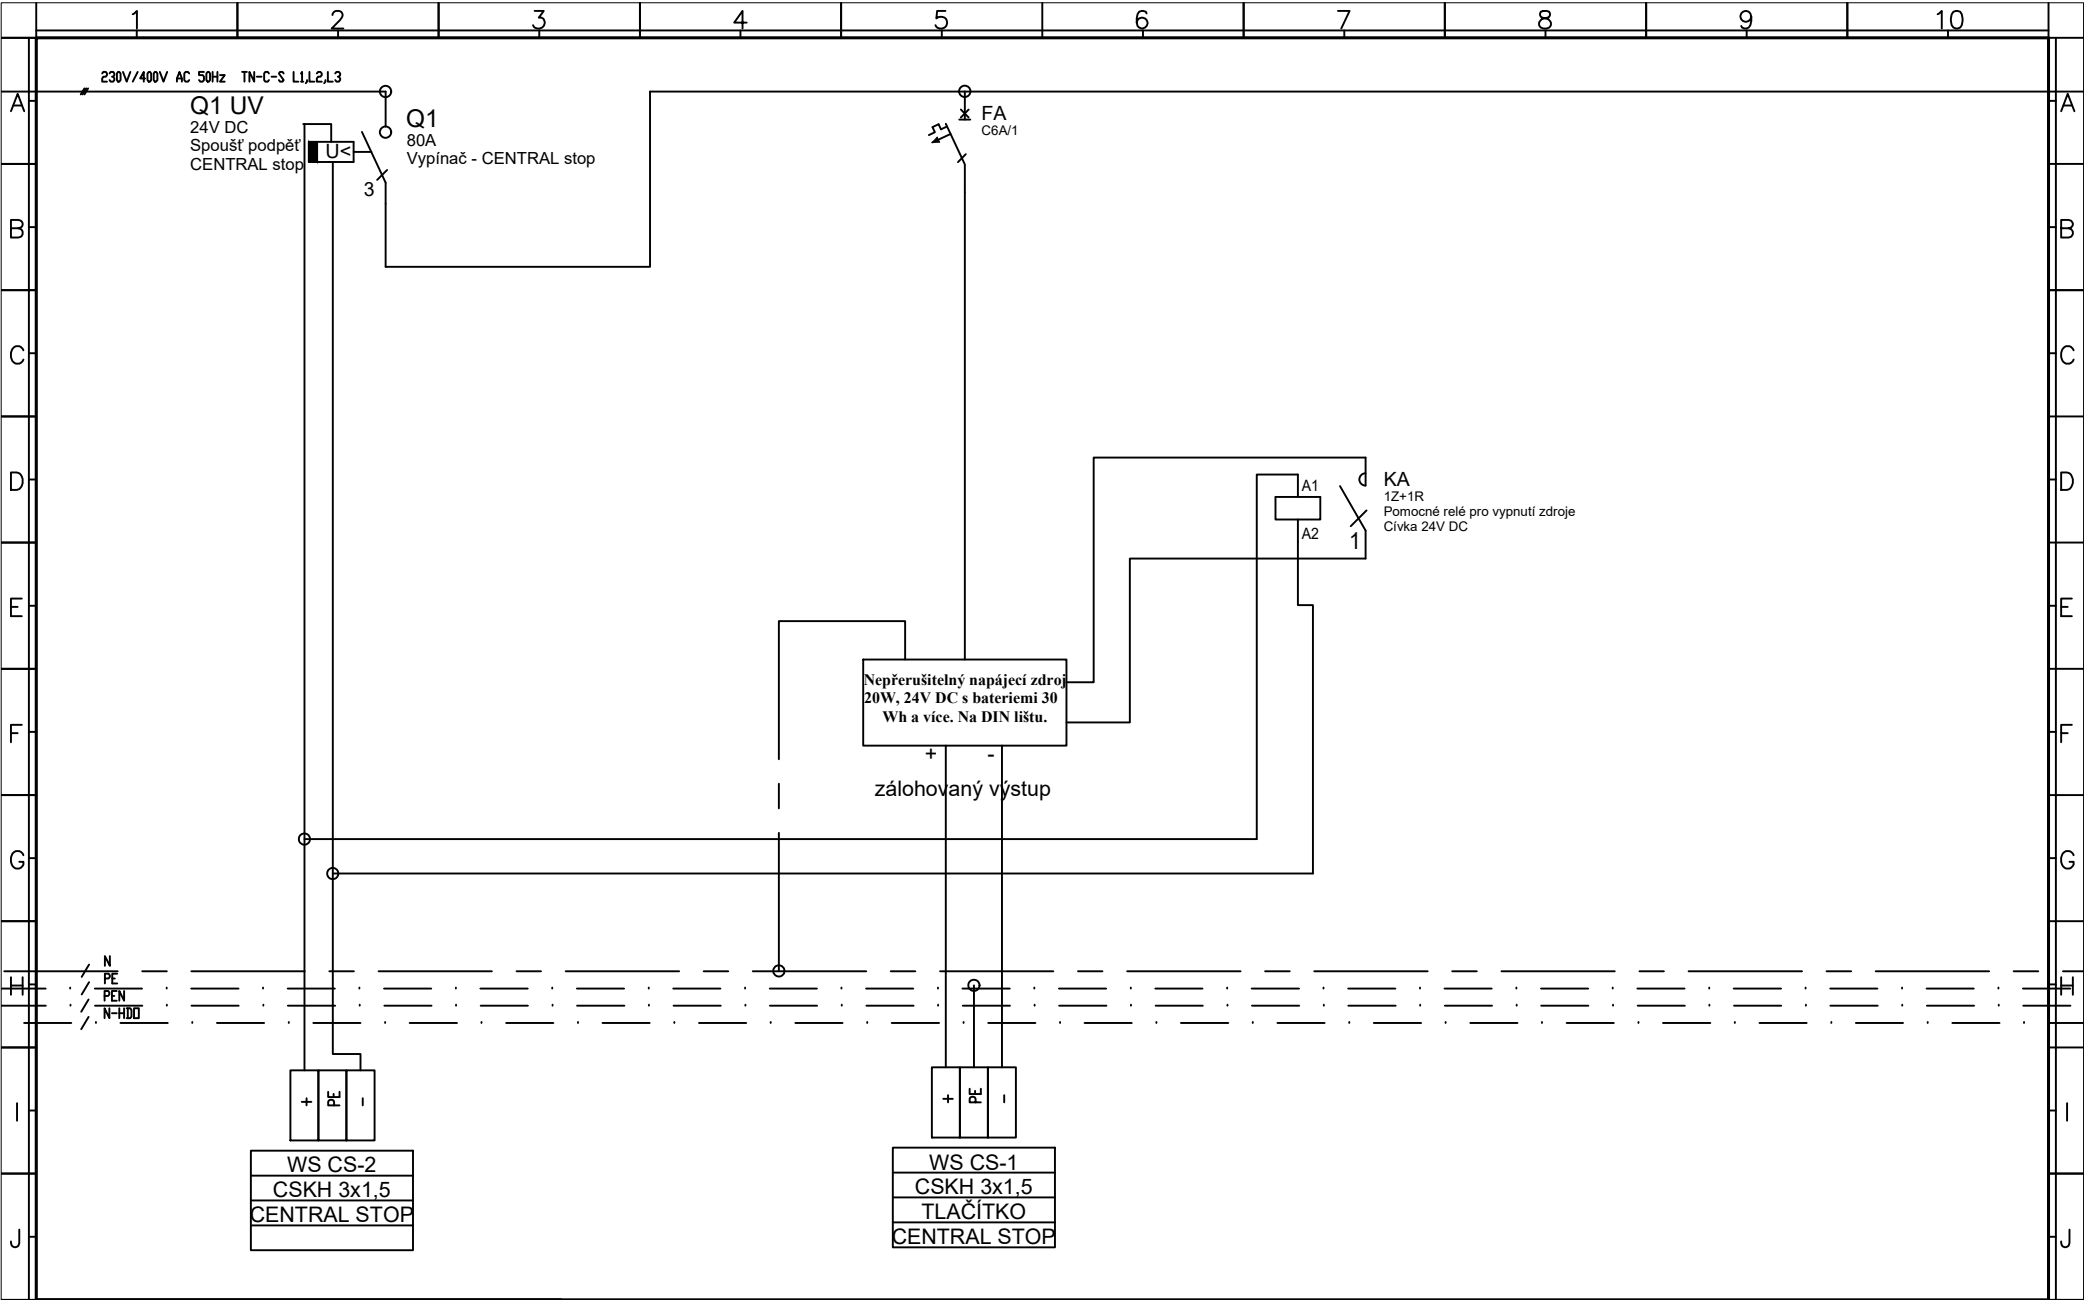 1 2 3 4 5 6 7 8 9 10
230V/400V AC 50Hz TN-C-S L1,L2,L3
A A
Q1 UV
24V DC
Spoušť podpěť
CENTRAL stop
U<
Q1
80A
Vypínač - CENTRAL stop
3
FA
C6A/1
B B
C C
D D
A1
A2
KA
1Z+1R
Pomocné relé pro vypnutí zdroje
Cívka 24V DC
1
E E
Nepřerušitelný napájecí zdroj
20W, 24V DC s bateriemi 30
Wh a více. Na DIN lištu.
F F
+ -
zálohovaný výstup
G G
N
PE
PEN
N-HDO
H H
+ PE -
+ PE -
I I
WS CS-2
CSKH 3x1,5
CENTRAL STOP
WS CS-1
CSKH 3x1,5
TLAČÍTKO
CENTRAL STOP
J J